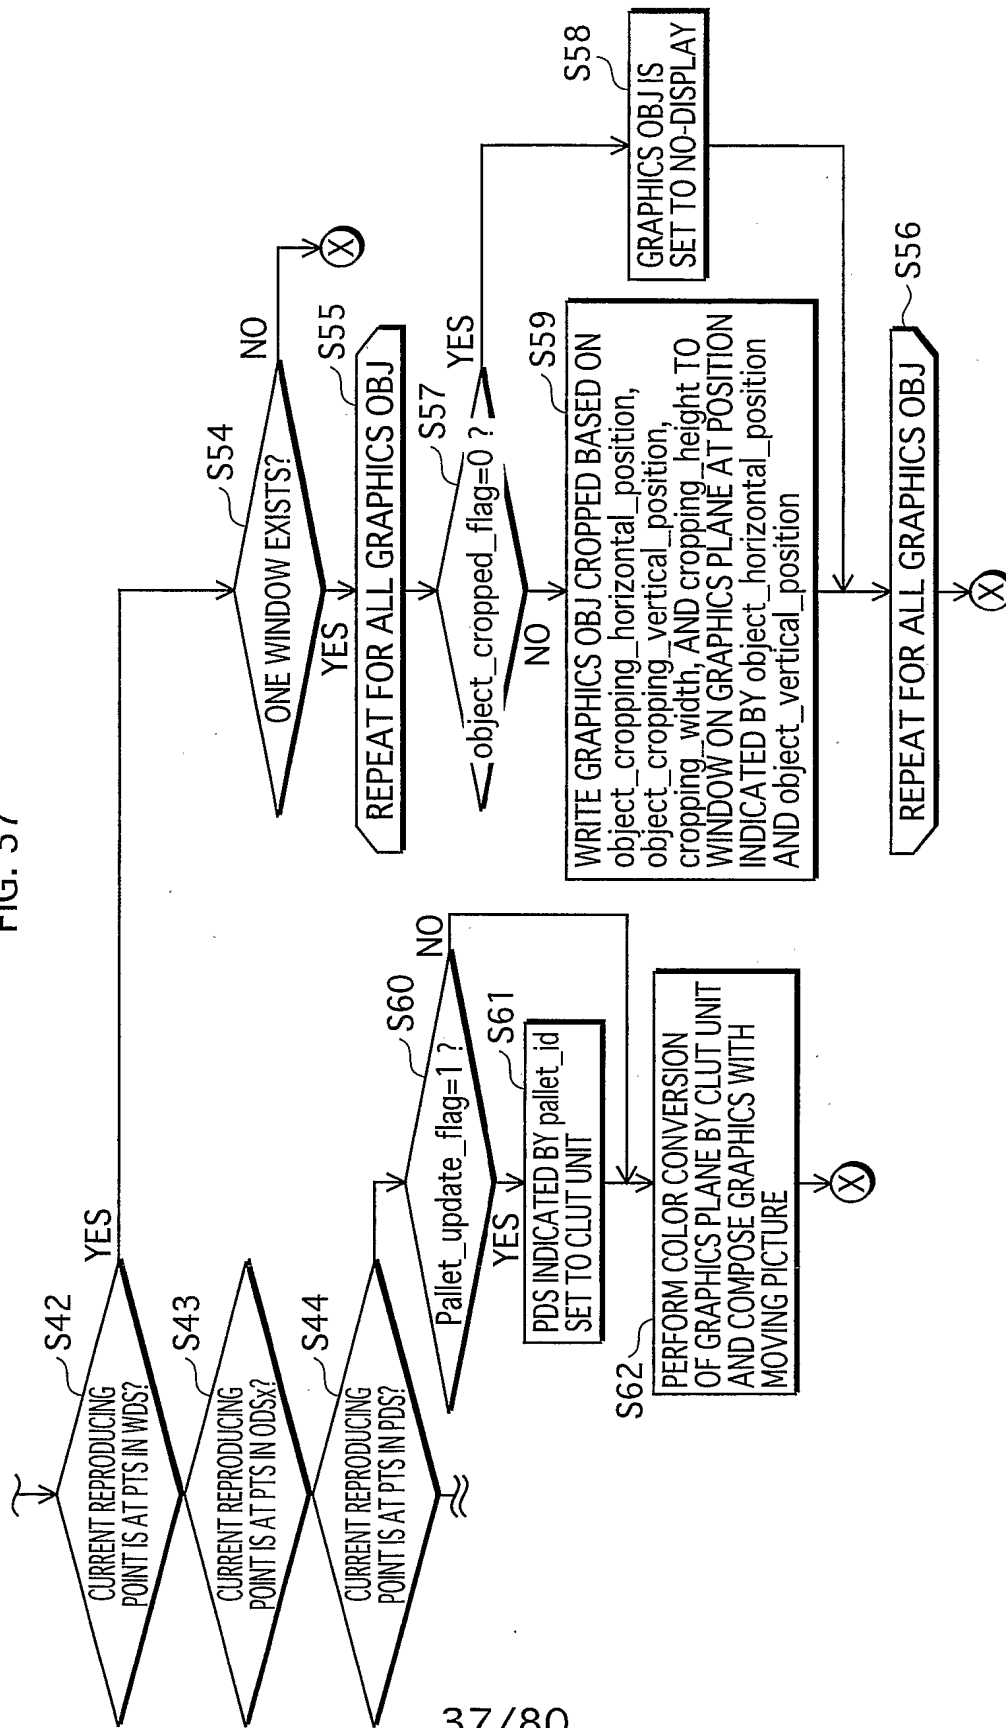 FIG. 37
S42
CURRENT REPRODUCING
POINT IS AT PTS IN WDS?
YES
S43
CURRENT REPRODUCING
POINT IS AT PTS IN ODSx?
S44
CURRENT REPRODUCING
POINT IS AT PTS IN PDS?
S60
Pallet_update_flag=1 ?
NO
YES
S61
PDS INDICATED BY pallet_id
SET TO CLUT UNIT
S62
PERFORM COLOR CONVERSION
OF GRAPHICS PLANE BY CLUT UNIT
AND COMPOSE GRAPHICS WITH
MOVING PICTURE
X
S54
ONE WINDOW EXISTS?
NO
X
YES
S55
REPEAT FOR ALL GRAPHICS OBJ
S57
object_cropped_flag=0 ?
YES
NO
S58
GRAPHICS OBJ IS
SET TO NO-DISPLAY
S59
WRITE GRAPHICS OBJ CROPPED BASED ON
object_cropping_horizontal_position,
object_cropping_vertical_position,
cropping_width, AND cropping_height TO
WINDOW ON GRAPHICS PLANE AT POSITION
INDICATED BY object_horizontal_position
AND object_vertical_position
S56
REPEAT FOR ALL GRAPHICS OBJ
X
37/80